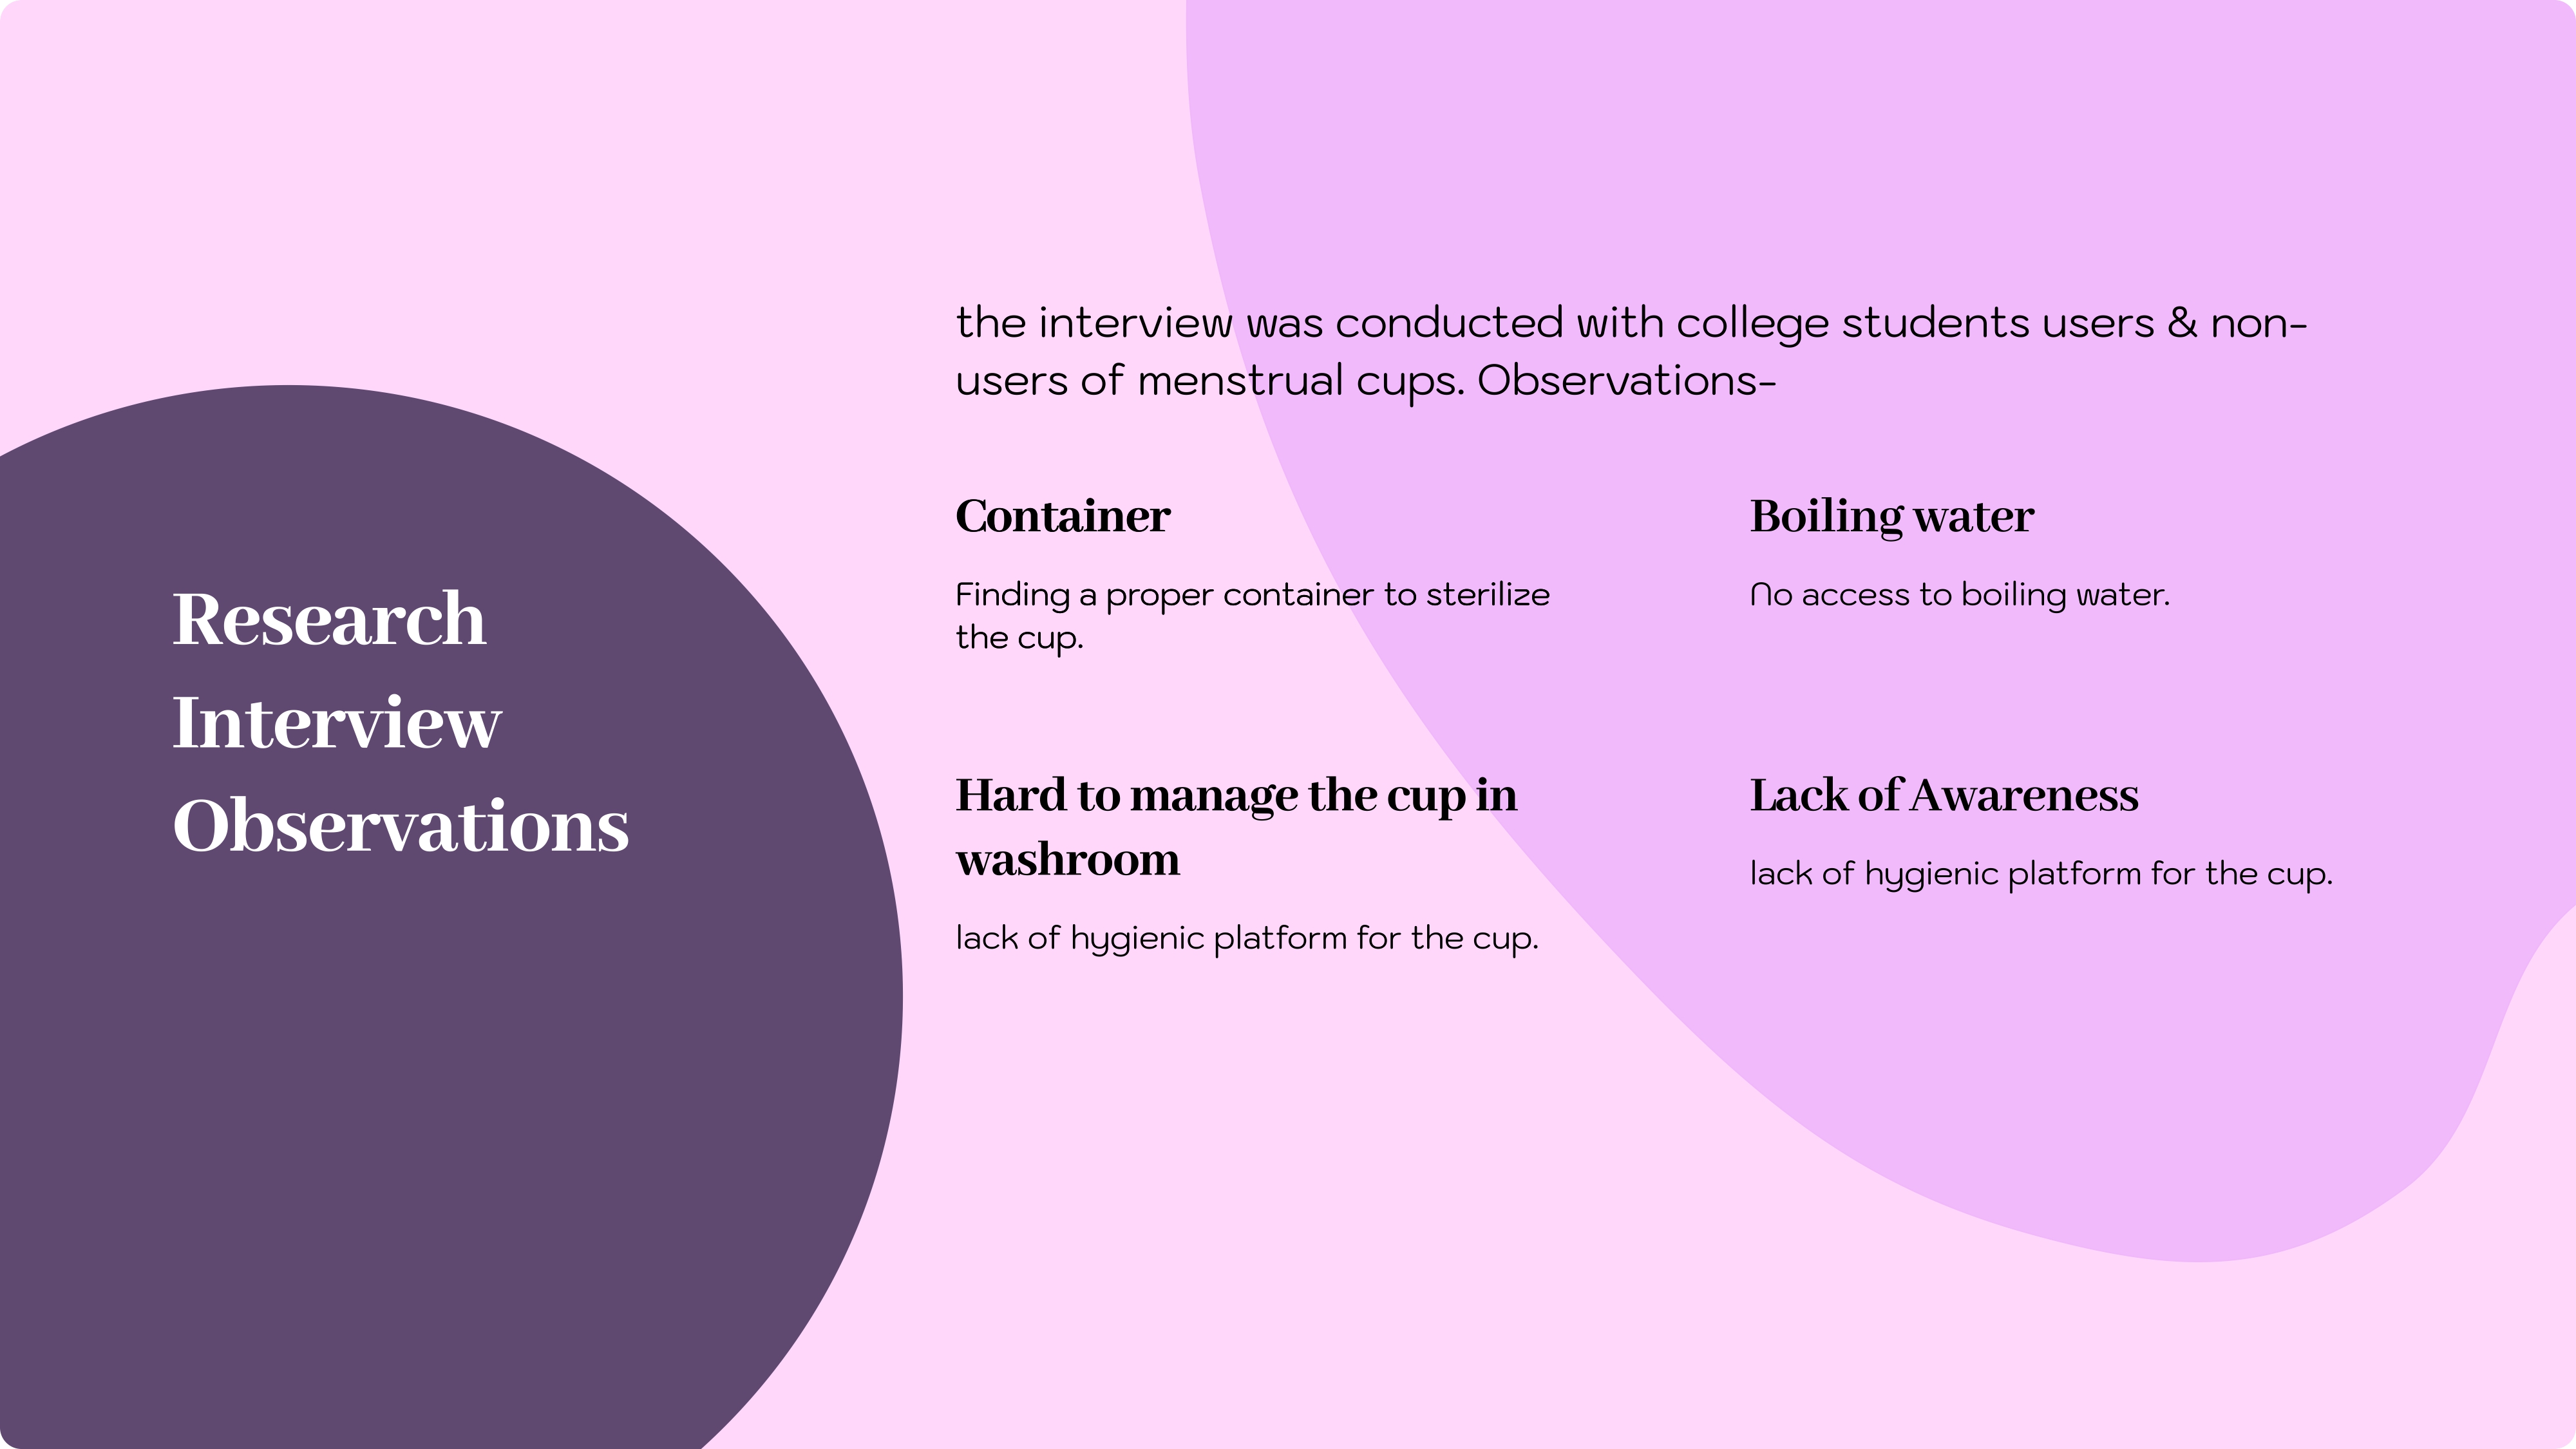 Research
Interview
Observations
the interview was conducted with college students users & non-
users of menstrual cups. Observations-
Container
Finding a proper container to sterilize
the cup.
Boiling water
No access to boiling water.
Hard to manage the cup in
washroom
lack of hygienic platform for the cup.
Lack of Awareness
lack of hygienic platform for the cup.